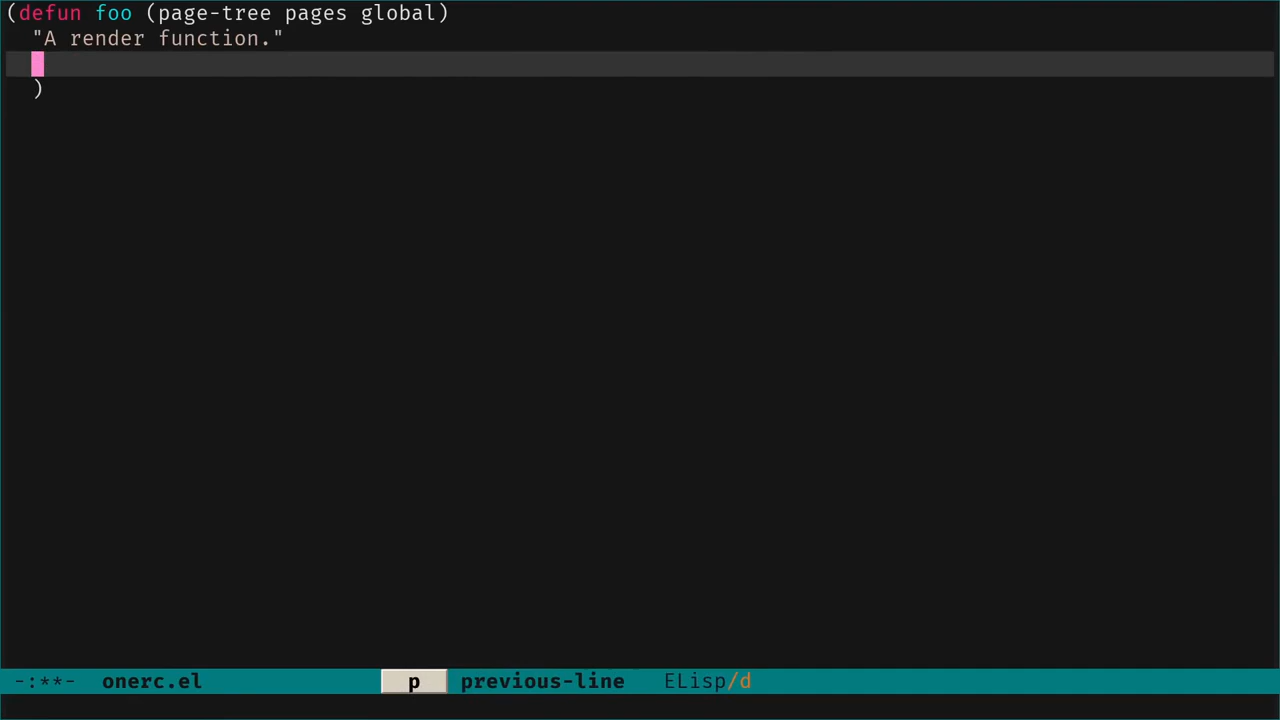 (defun foo (page-tree pages global)
"A render function."
)
-:**- onerc.el p previous-line ELisp/d